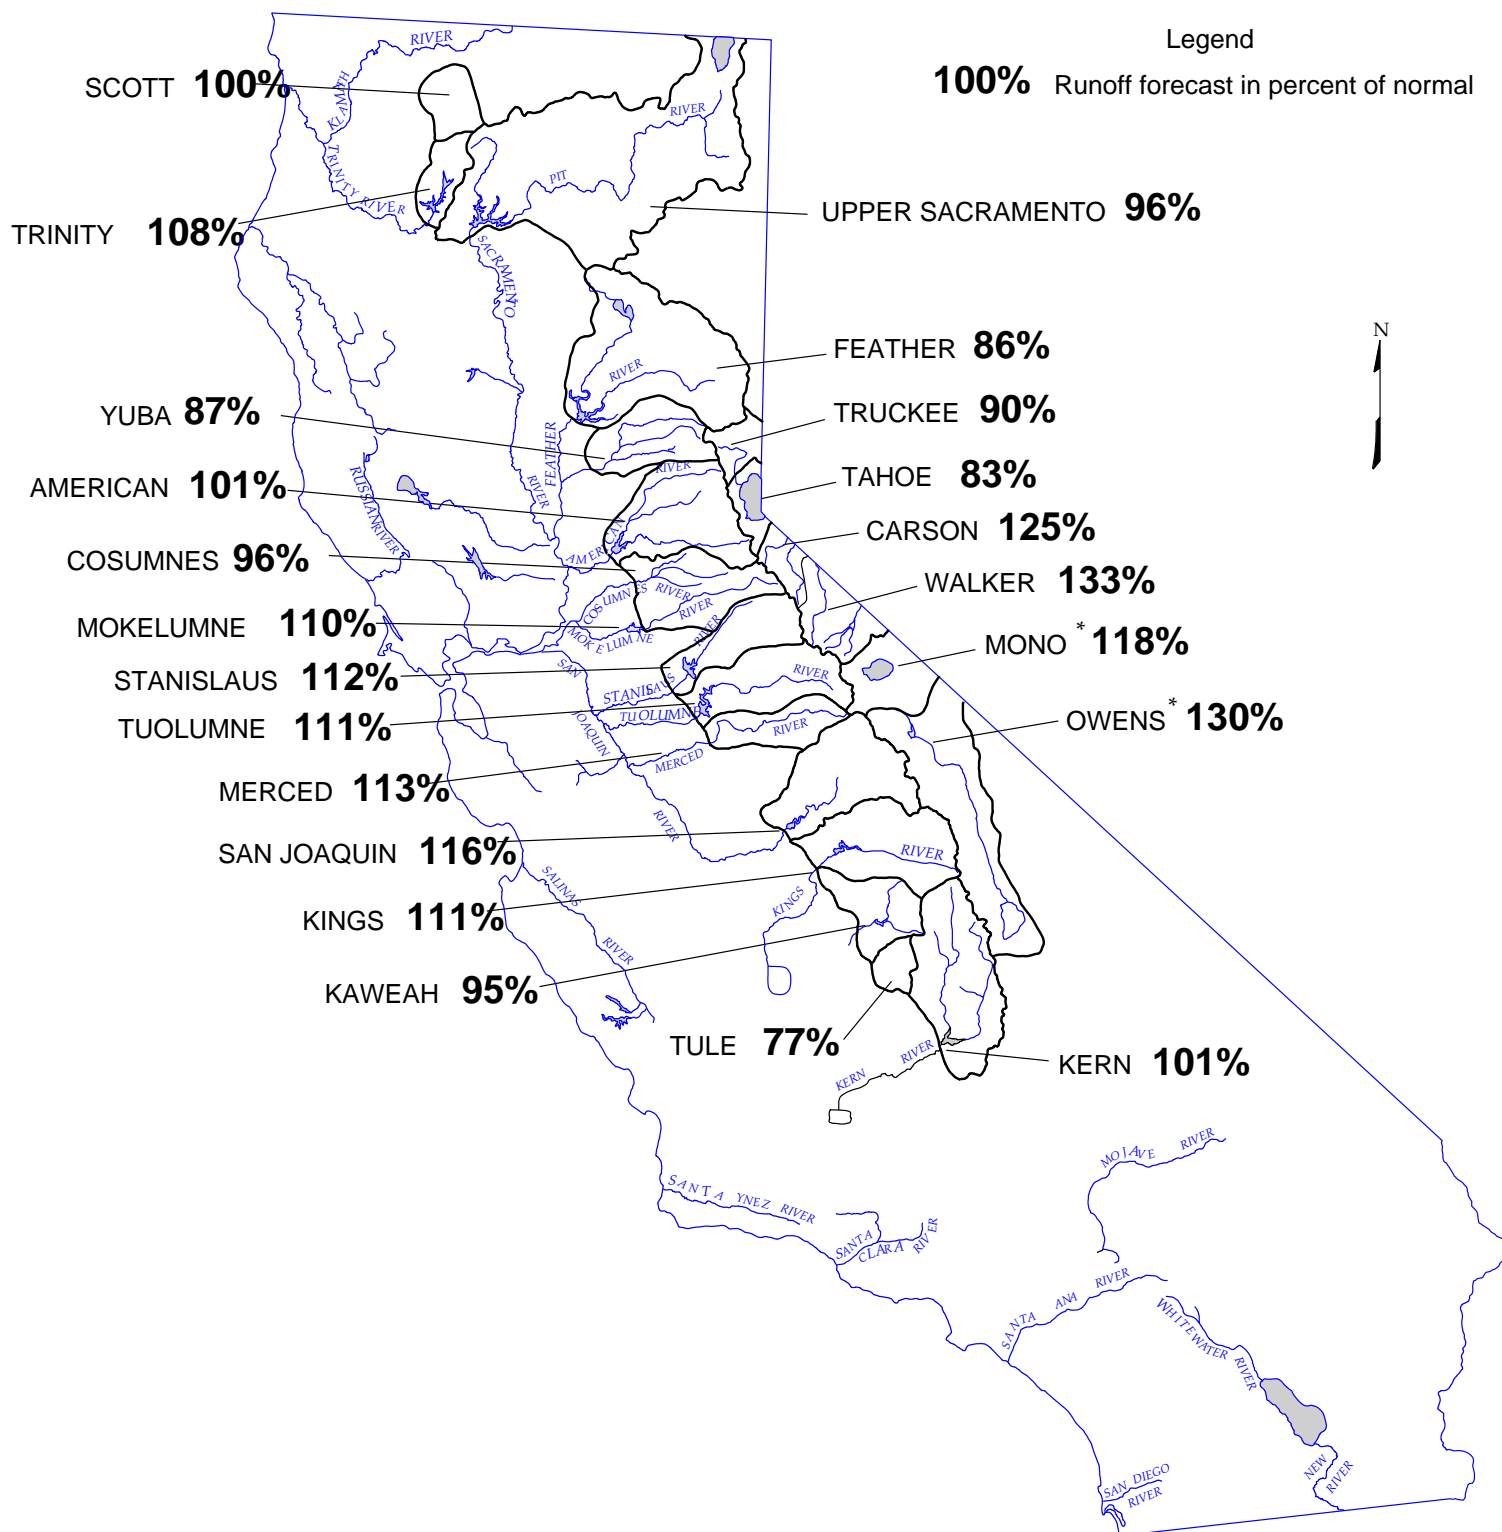 Legend
100% Runoff forecast in percent of normal
N
SCOTT 100%
TRINITY 108%
UPPER SACRAMENTO 96%
FEATHER 86%
YUBA 87%
TRUCKEE 90%
AMERICAN 101%
TAHOE 83%
CARSON 125%
COSUMNES 96%
WALKER 133%
MOKELUMNE 110%
MONO * 118%
STANISLAUS 112%
OWENS * 130%
TUOLUMNE 111%
MERCED 113%
SAN JOAQUIN 116%
KINGS 111%
KAWEAH 95%
TULE 77%
KERN 101%
KLAMATH RIVER
TRINITY RIVER
PIT RIVER
SACRAMENTO RIVER
FEATHER RIVER
RIVER
RUSSIAN RIVER
AMERICAN RIVER
COSUMNES RIVER
MOKELUMNE RIVER
STANISLAUS RIVER
TUOLUMNE RIVER
MERCED RIVER
SAN JOAQUIN RIVER
KINGS RIVER
SALINAS RIVER
KERN RIVER
SANTA YNEZ RIVER
SANTA CLARA RIVER
MOJAVE RIVER
SANTA ANA RIVER
WHITEWATER RIVER
NEW RIVER
SAN DIEGO RIVER